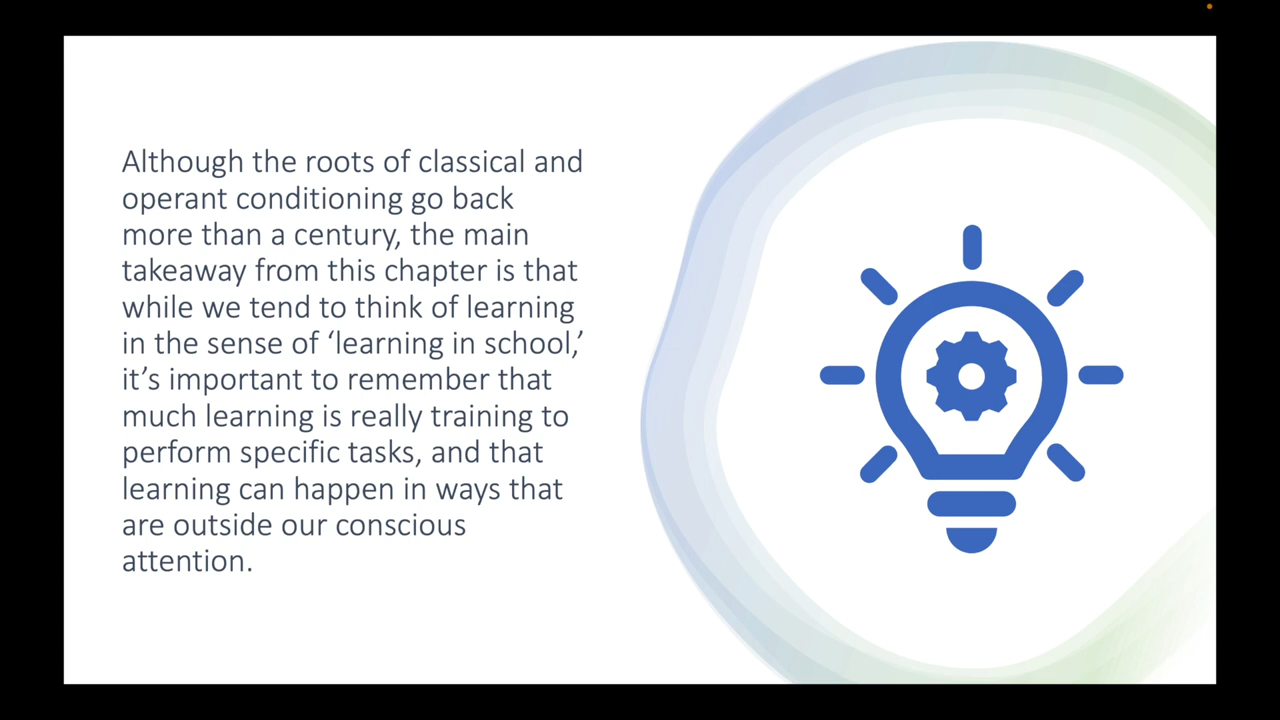 Although the roots of classical and
operant conditioning go back
more than a century, the main
takeaway from this chapter is that
while we tend to think of learning
in the sense of ‘learning in school,’
it’s important to remember that
much learning is really training to
perform specific tasks, and that
learning can happen in ways that
are outside our conscious
attention.